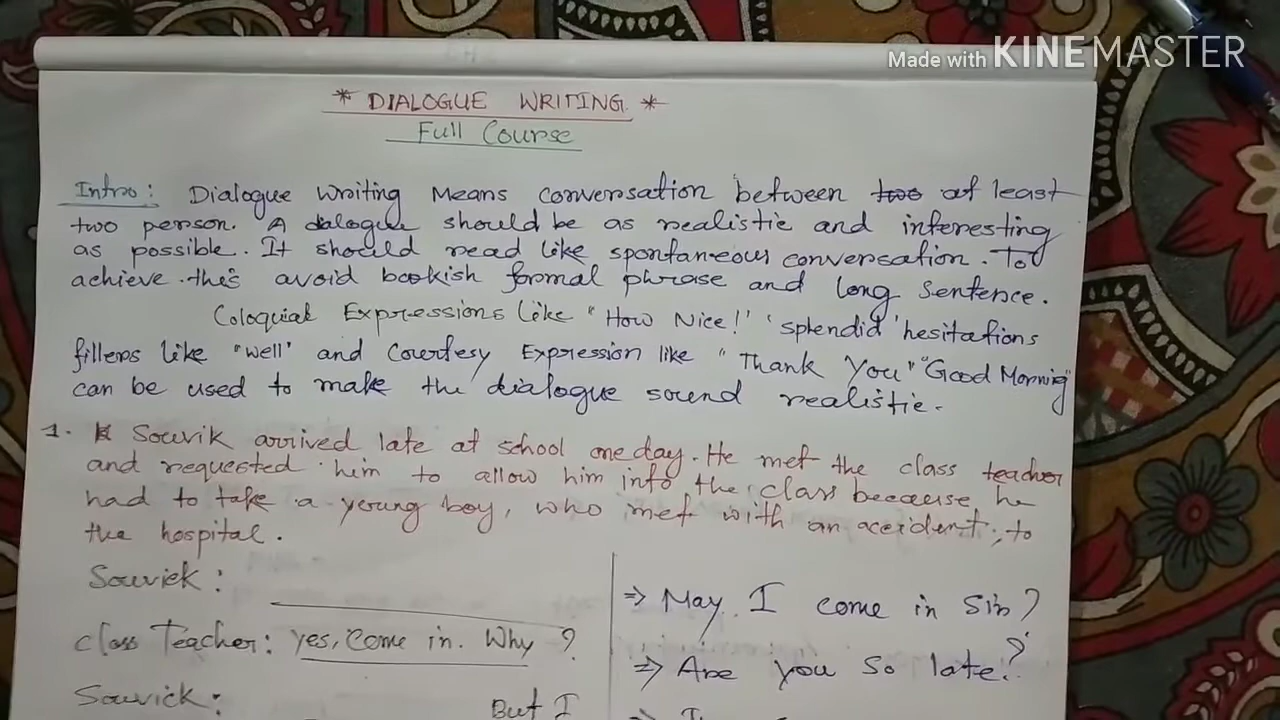 Made with KINEMASTER
* DIALOGUE WRITING *
Full Course
Intro: Dialogue writing Means conversation between two at least
two person. A dalogue should be as realistic and interesting
as possible. It should read like spontaneous conversation. To
achieve this avoid bookish formal phrase and long sentence.
Coloquial Expressions like "How Nice!' 'splendid' hesitations
fillers like "well' and Courtesy Expression like "Thank You" "Good Morning"
can be used to make the dialogue sound realistic.
1. Souvik arrived late at school one day. He met the class teacher
and requested him to allow him into the class because he
had to take a young boy, who met with an accident, to
the hospital.
Souvick :
⇒ May I come in Sir?
Class Teacher: Yes, Come in. Why ?
⇒ Are you so late?
Souvick:
But I
⇒